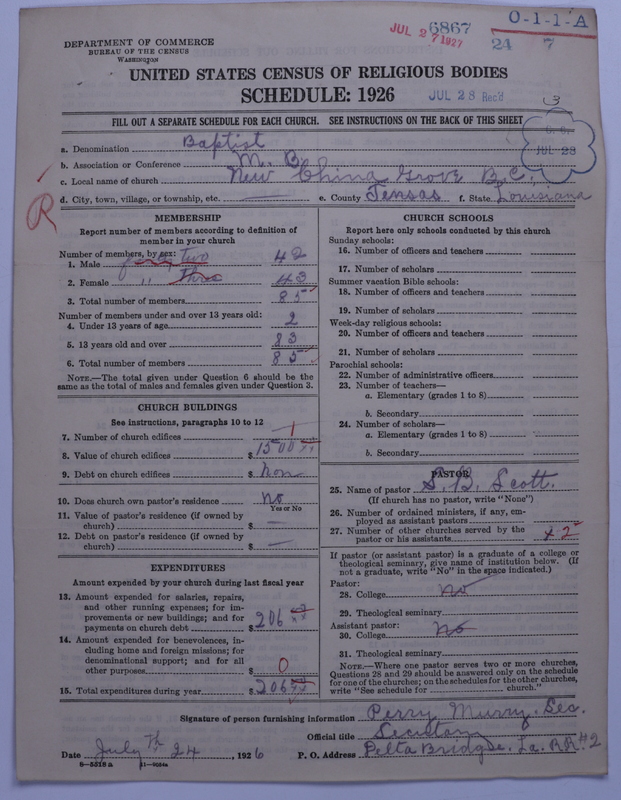 JUL 27 1927
6867
0-1-1-A
24 7
DEPARTMENT OF COMMERCE
BUREAU OF THE CENSUS
WASHINGTON
UNITED STATES CENSUS OF RELIGIOUS BODIES
SCHEDULE: 1926
JUL 28 Rec'd
3
FILL OUT A SEPARATE SCHEDULE FOR EACH CHURCH. SEE INSTRUCTIONS ON THE BACK OF THIS SHEET
JUL 28
a. Denomination Baptist
b. Association or Conference M. B.
c. Local name of church New China Grove B.C.
d. City, town, village, or township, etc. e. County Tensas f. State Louisiana
R
MEMBERSHIP
Report number of members according to definition of
member in your church
Number of members, by sex:
1. Male forty two 42
2. Female " three 43
3. Total number of members 85
Number of members under and over 13 years old:
4. Under 13 years of age 2
5. 13 years old and over 83
6. Total number of members 85
NOTE.—The total given under Question 6 should be the
same as the total of males and females given under Question 3.
CHURCH BUILDINGS
See instructions, paragraphs 10 to 12
7. Number of church edifices 1
8. Value of church edifices $ 1500
9. Debt on church edifices $ Non
10. Does church own pastor's residence No
Yes or No
11. Value of pastor's residence (if owned by
church) $ —
12. Debt on pastor's residence (if owned by
church) $ —
EXPENDITURES
Amount expended by your church during last fiscal year
13. Amount expended for salaries, repairs,
and other running expenses; for im-
provements or new buildings; and for
payments on church debt $ 206
14. Amount expended for benevolences, in-
cluding home and foreign missions; for
denominational support; and for all
other purposes $ 0
15. Total expenditures during year $ 206
CHURCH SCHOOLS
Report here only schools conducted by this church
Sunday schools:
16. Number of officers and teachers
17. Number of scholars
Summer vacation Bible schools:
18. Number of officers and teachers
19. Number of scholars
Week-day religious schools:
20. Number of officers and teachers
21. Number of scholars
Parochial schools:
22. Number of administrative officers
23. Number of teachers—
a. Elementary (grades 1 to 8)
b. Secondary
24. Number of scholars—
a. Elementary (grades 1 to 8)
b. Secondary
PASTOR
25. Name of pastor S. B. Scott.
(If church has no pastor, write "None")
26. Number of ordained ministers, if any, em-
ployed as assistant pastors
27. Number of other churches served by the
pastor or his assistants 2
If pastor (or assistant pastor) is a graduate of a college or
theological seminary, give name of institution below. (If
not a graduate, write "No" in the space indicated.)
Pastor:
28. College No
29. Theological seminary
Assistant pastor:
30. College No
31. Theological seminary
NOTE.—Where one pastor serves two or more churches,
Questions 28 and 29 should be answered only on the schedule
for one of the churches; on the schedules for the other churches,
write "See schedule for church."
Signature of person furnishing information Perry Murry. Sec.
Official title
Date July Th 24, 1926 P. O. Address Delta Bridge. La. RR#2
8-5518a 11-9554a